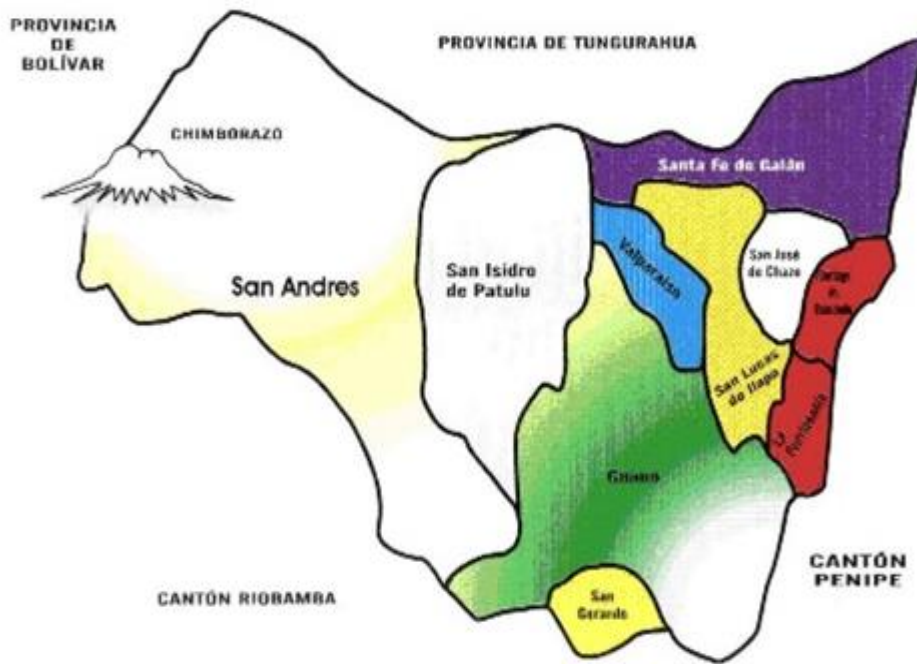 PROVINCIA
DE
BOLÍVAR
PROVINCIA DE TUNGURAHUA
CHIMBORAZO
Santa Fe de Galán
San José
de Chazo
Valparaiso
San Andres
San Isidro
de Patulu
San Lucas
de Ilapo
La
Guano
San
Gerardo
CANTÓN RIOBAMBA
CANTÓN
PENIPE